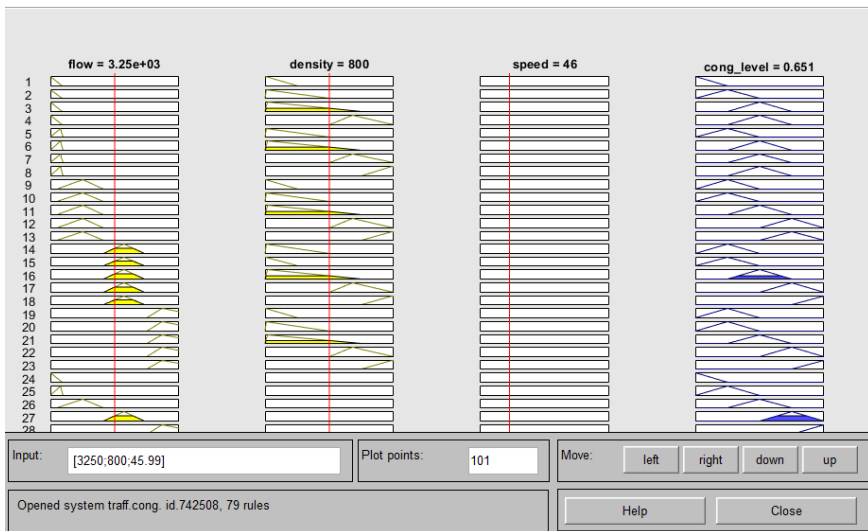 flow = 3.25e+03
density = 800
speed = 46
cong_level = 0.651
1
2
3
4
5
6
7
8
9
10
11
12
13
14
15
16
17
18
19
20
21
22
23
24
25
26
27
28
Input:
[3250;800;45.99]
Plot points:
101
Move:
left
right
down
up
Opened system traff.cong. id.742508, 79 rules
Help
Close